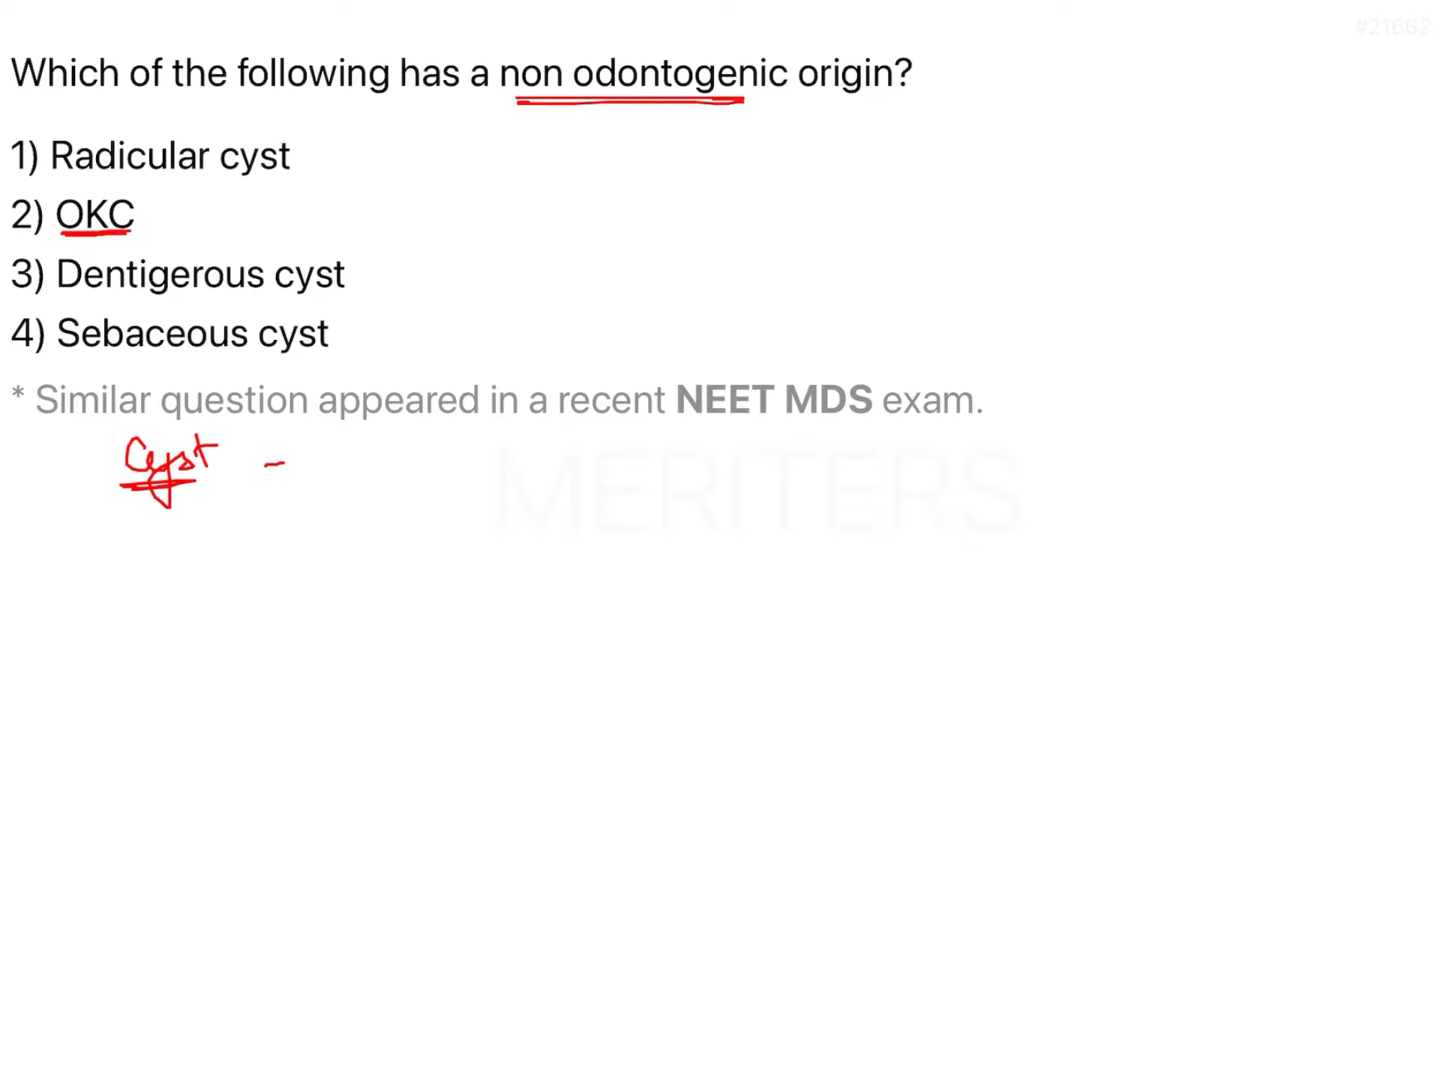 #21662
Which of the following has a non odontogenic origin?
1) Radicular cyst
2) OKC
3) Dentigerous cyst
4) Sebaceous cyst
* Similar question appeared in a recent NEET MDS exam.
Cyst -
MERITERS